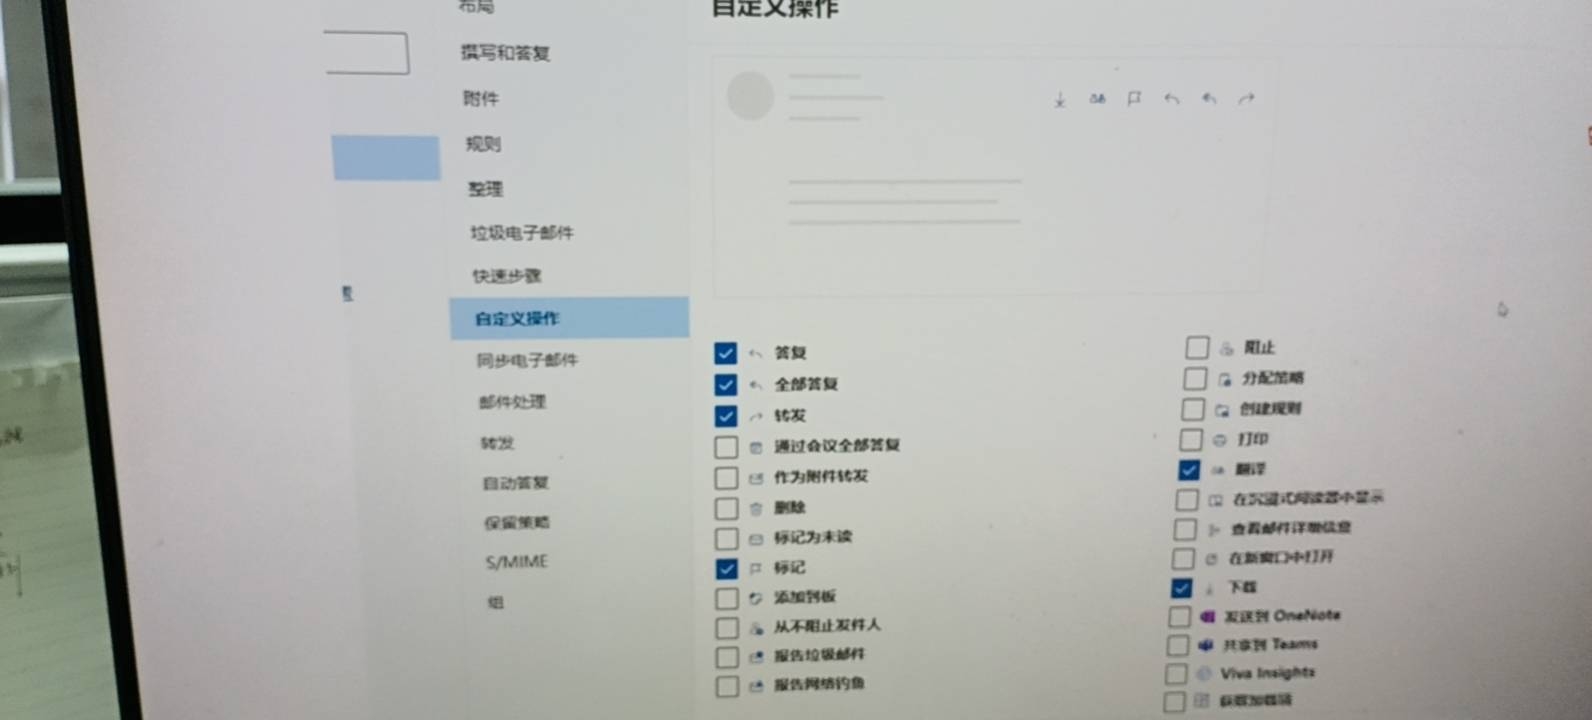 布局
撰写和答复
附件
规则
整理
垃圾电子邮件
快速步骤
自定义操作
同步电子邮件
邮件处理
转发
自动答复
保留策略
S/MIME
组
自定义操作
答复
全部答复
转发
通过会议全部答复
作为附件转发
删除
标记为未读
标记
添加到板
从不阻止发件人
报告垃圾邮件
报告网络钓鱼
阻止
分配策略
创建规则
打印
翻译
在沉浸式阅读器中显示
查看邮件详细信息
在新窗口中打开
下载
发送到 OneNote
共享到 Teams
Viva Insights
获取加载项